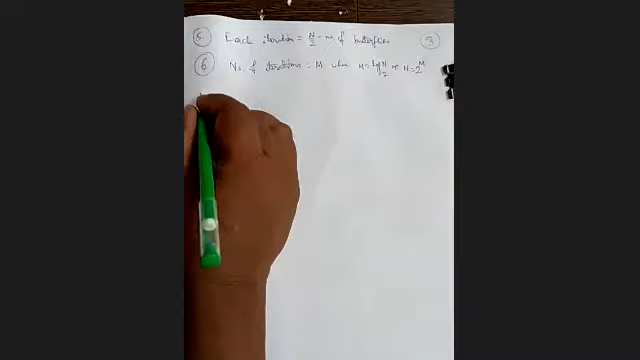 ⑤ Each iteration = N/2 - no. of butterflies ③
⑥ No. of iterations = M where M = log₂N or N = 2^M